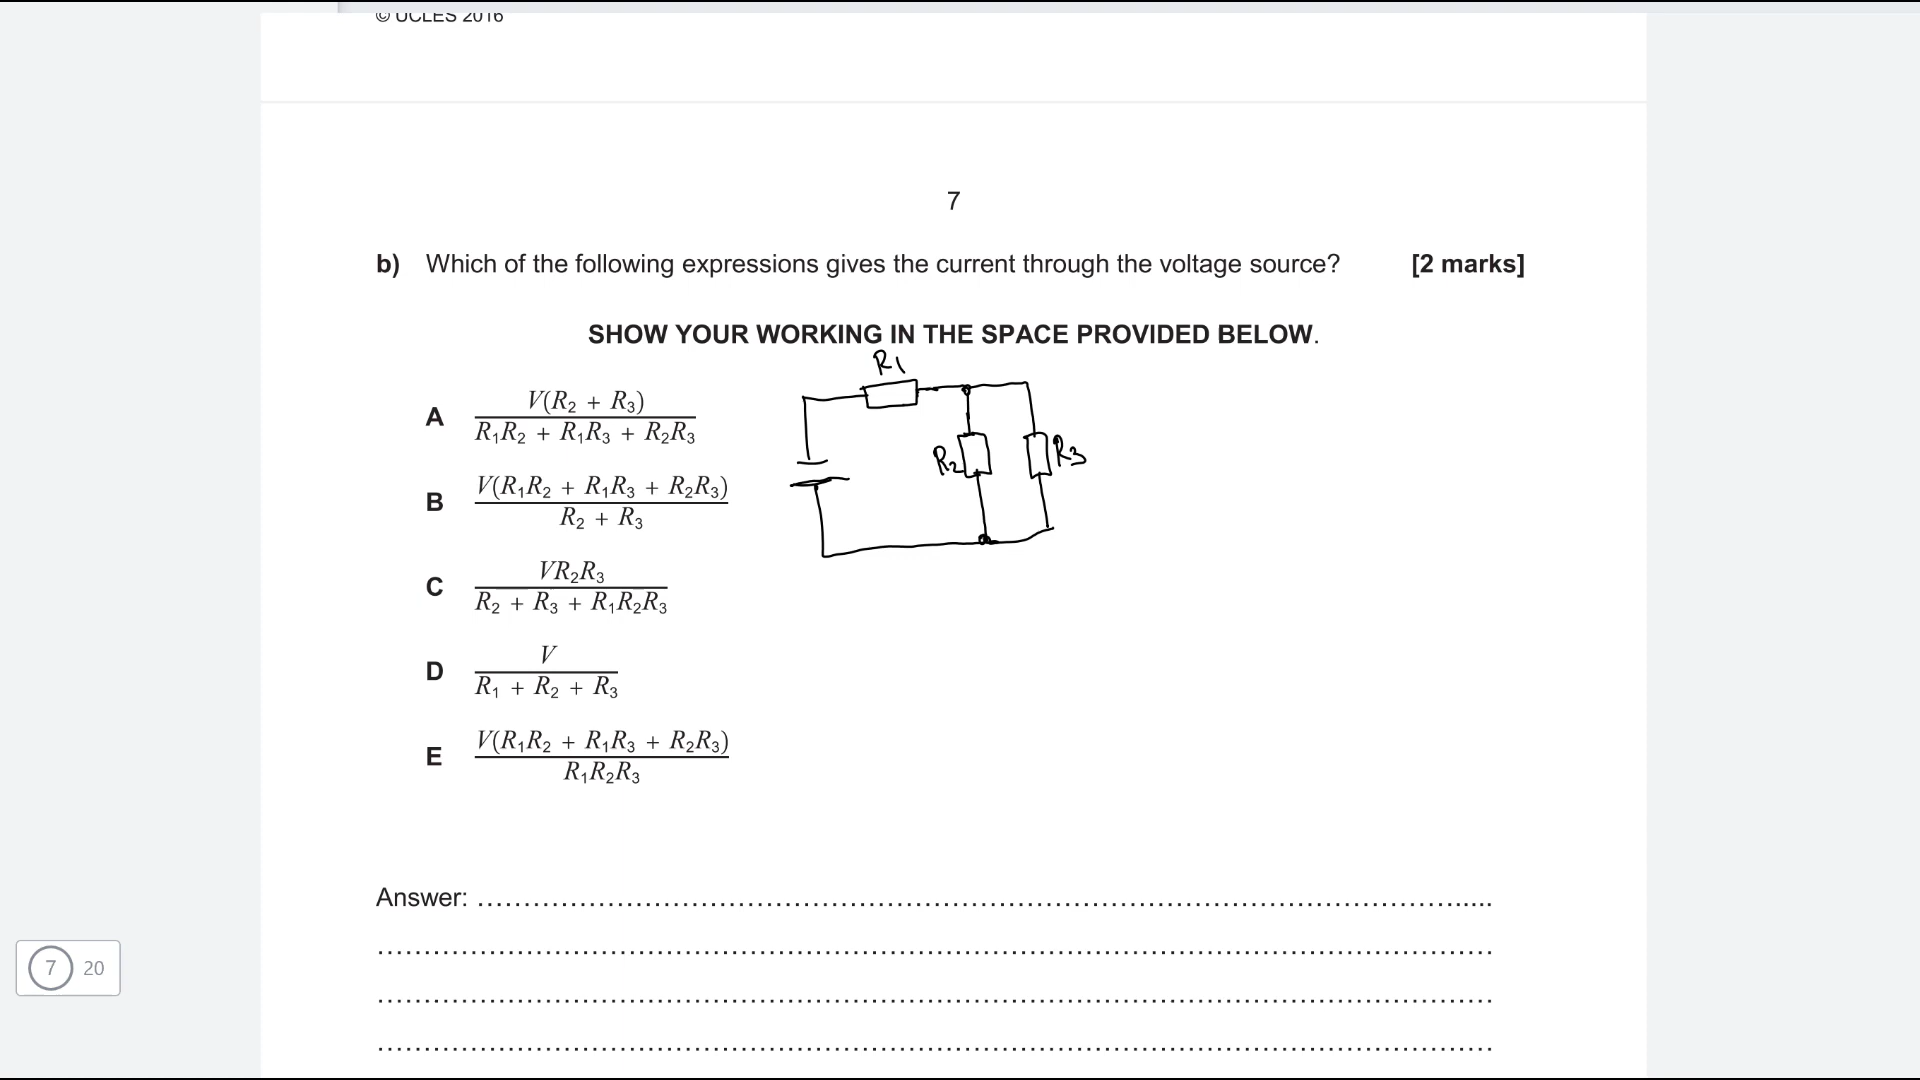 © UCLES 2016
7
b) Which of the following expressions gives the current through the voltage source? [2 marks]
SHOW YOUR WORKING IN THE SPACE PROVIDED BELOW.
R1
R2
R3
A V(R₂ + R₃) / R₁R₂ + R₁R₃ + R₂R₃
B V(R₁R₂ + R₁R₃ + R₂R₃) / R₂ + R₃
C VR₂R₃ / R₂ + R₃ + R₁R₂R₃
D V / R₁ + R₂ + R₃
E V(R₁R₂ + R₁R₃ + R₂R₃) / R₁R₂R₃
Answer:
7 20